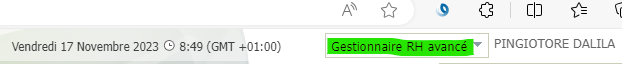 Vendredi 17 Novembre 2023 8:49 (GMT +01:00) Gestionnaire RH avancé PINGIOTORE DALILA